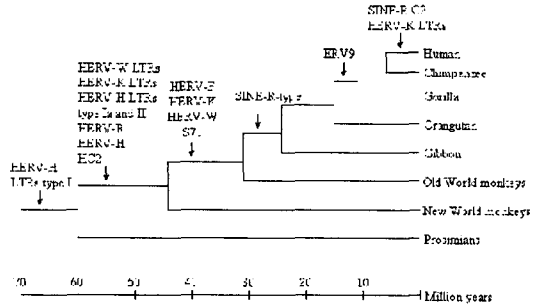 SINE-R C2
HERV-K LTRs
ERV9
Human
Chimpanzee
HERV-W LTRs
HERV-K LTRs
HERV-H LTRs
type Ia and II
HERV-R
HERV-H
HC2
HERV-F
HERV-K
HERV-W
S71
SINE-R-type
Gorilla
Orangutan
Gibbon
HERV-H
LTRs type I
Old World monkeys
New World monkeys
Prosimians
70 60 50 40 30 20 10 Million years